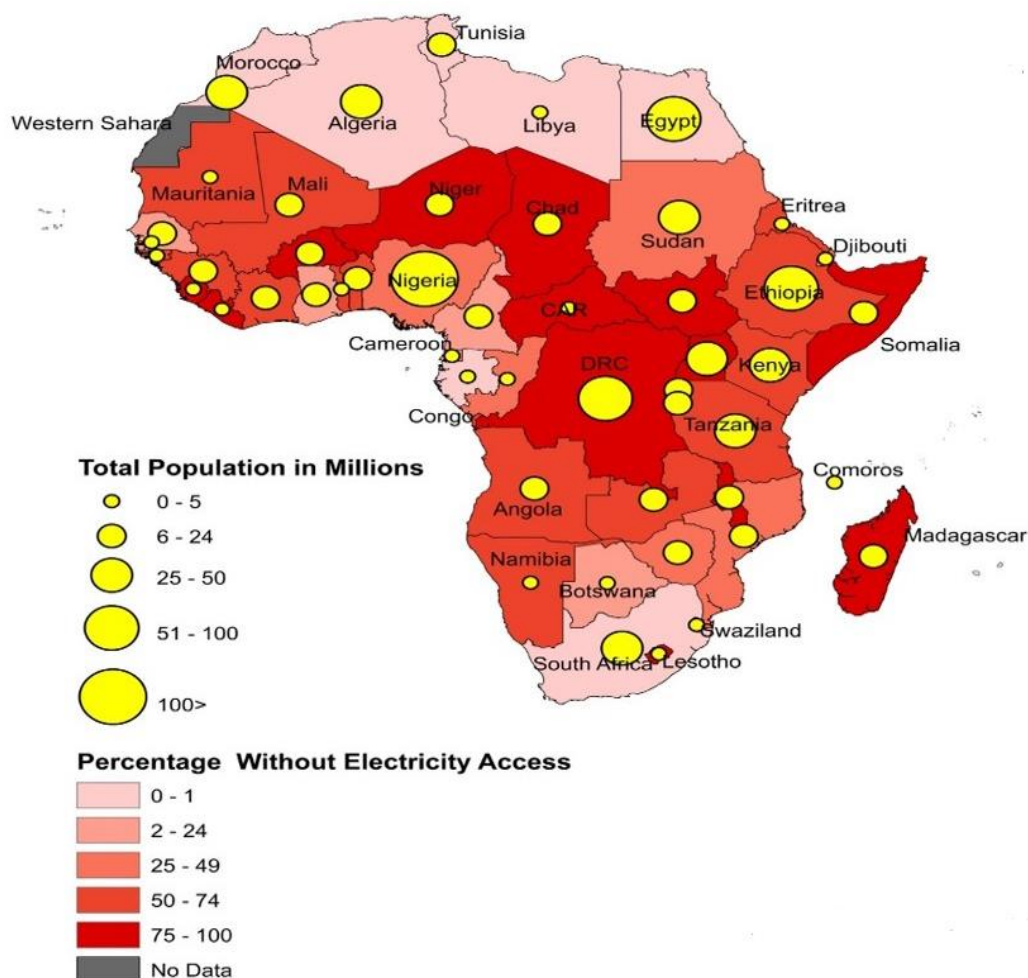 Tunisia
Morocco
Western Sahara
Algeria
Libya
Egypt
Mauritania
Mali
Niger
Chad
Sudan
Eritrea
Djibouti
Nigeria
Ethiopia
CAR
Somalia
Cameroon
DRC
Kenya
Congo
Tanzania
Total Population in Millions
0 - 5
6 - 24
25 - 50
51 - 100
100>
Comoros
Angola
Madagascar
Namibia
Botswana
Swaziland
South Africa
Lesotho
Percentage Without Electricity Access
0 - 1
2 - 24
25 - 49
50 - 74
75 - 100
No Data